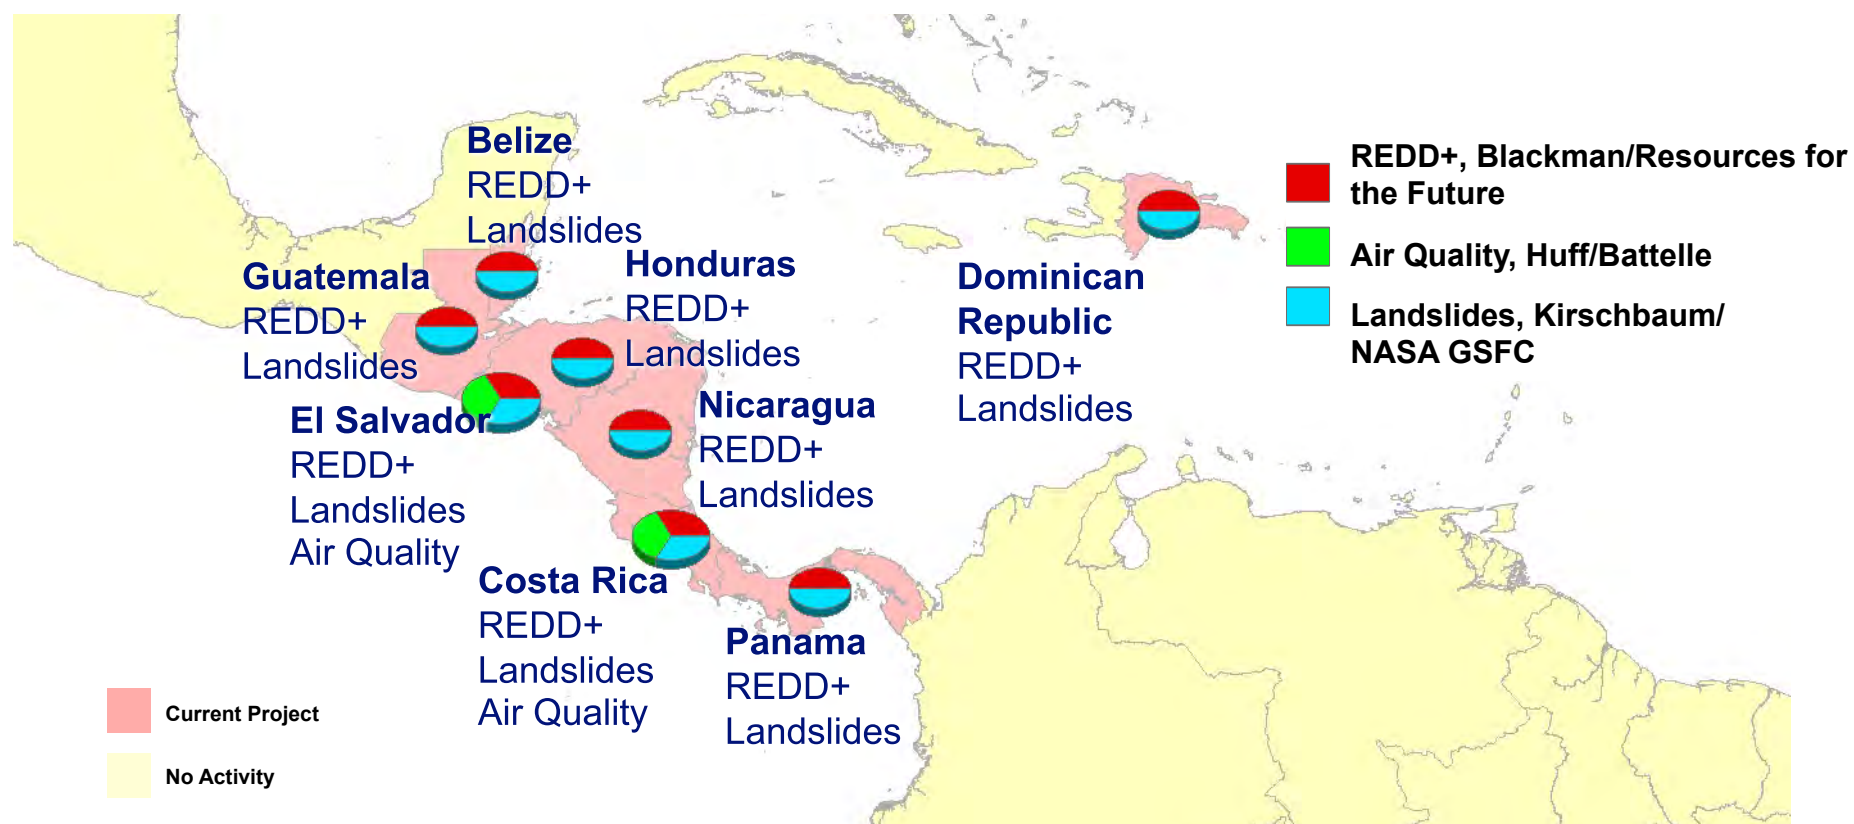 Belize
REDD+
Landslides
Guatemala
REDD+
Landslides
Honduras
REDD+
Landslides
El Salvador
REDD+
Landslides
Air Quality
Nicaragua
REDD+
Landslides
Costa Rica
REDD+
Landslides
Air Quality
Panama
REDD+
Landslides
Dominican
Republic
REDD+
Landslides
REDD+, Blackman/Resources for
the Future
Air Quality, Huff/Battelle
Landslides, Kirschbaum/
NASA GSFC
Current Project
No Activity